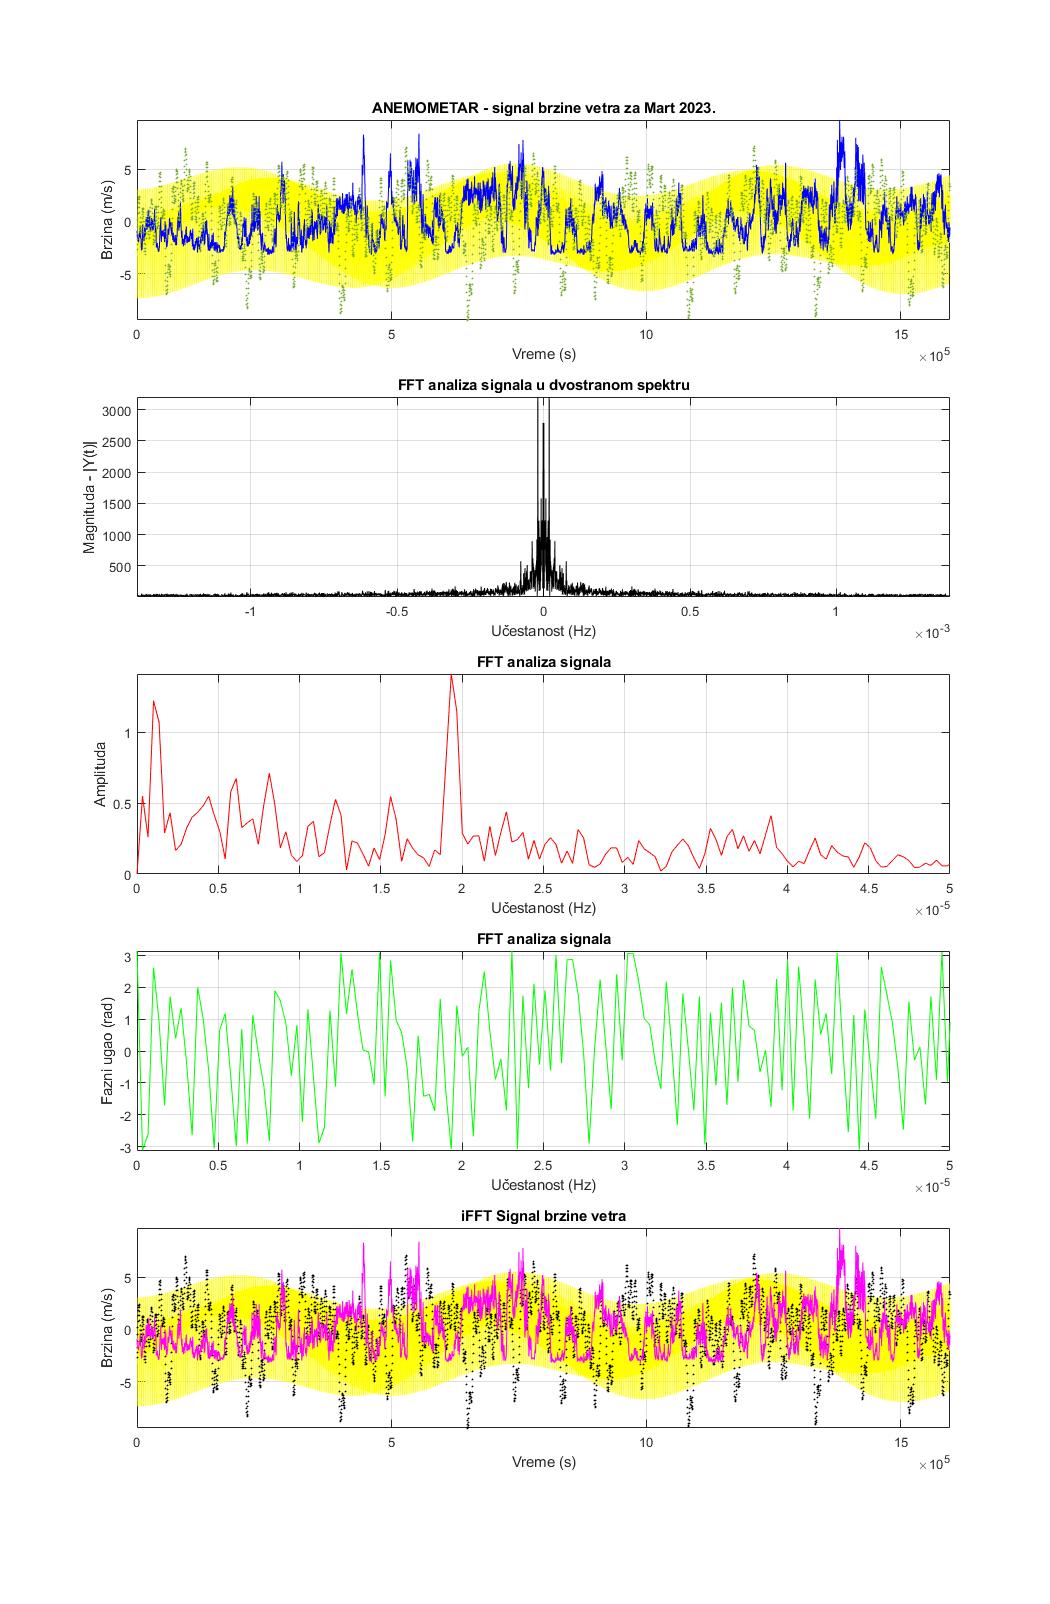 ANEMOMETAR - signal brzine vetra za Mart 2023.
Brzina (m/s)
5
0
-5
0 5 10 15
×10^5
Vreme (s)
FFT analiza signala u dvostranom spektru
Magnituda - |Y(t)|
3000
2500
2000
1500
1000
500
-1 -0.5 0 0.5 1
×10^-3
Učestanost (Hz)
FFT analiza signala
Amplituda
1
0.5
0
0 0.5 1 1.5 2 2.5 3 3.5 4 4.5 5
×10^-5
Učestanost (Hz)
FFT analiza signala
Fazni ugao (rad)
3
2
1
0
-1
-2
-3
0 0.5 1 1.5 2 2.5 3 3.5 4 4.5 5
×10^-5
Učestanost (Hz)
iFFT Signal brzine vetra
Brzina (m/s)
5
0
-5
0 5 10 15
×10^5
Vreme (s)